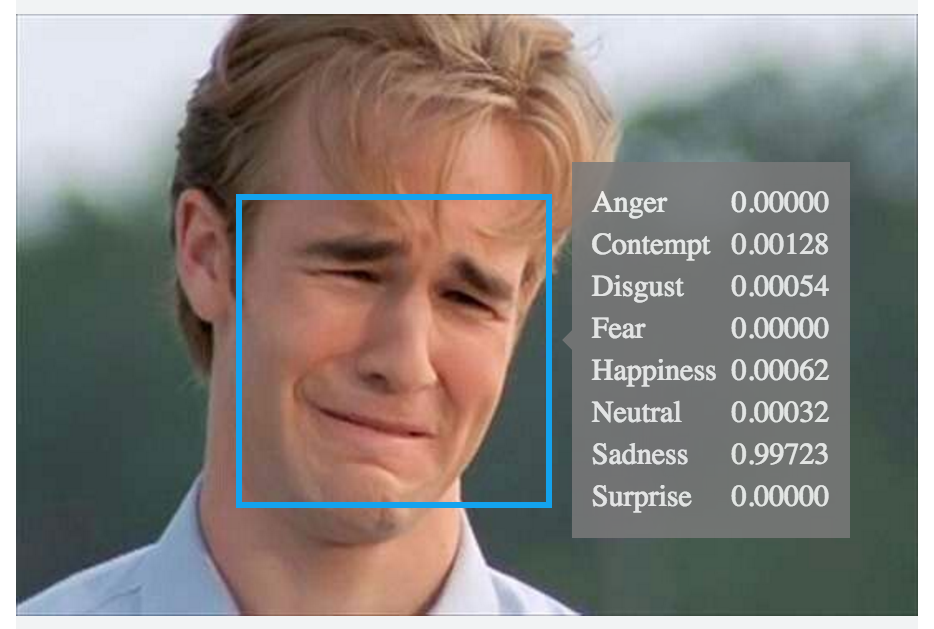 Anger 0.00000
Contempt 0.00128
Disgust 0.00054
Fear 0.00000
Happiness 0.00062
Neutral 0.00032
Sadness 0.99723
Surprise 0.00000